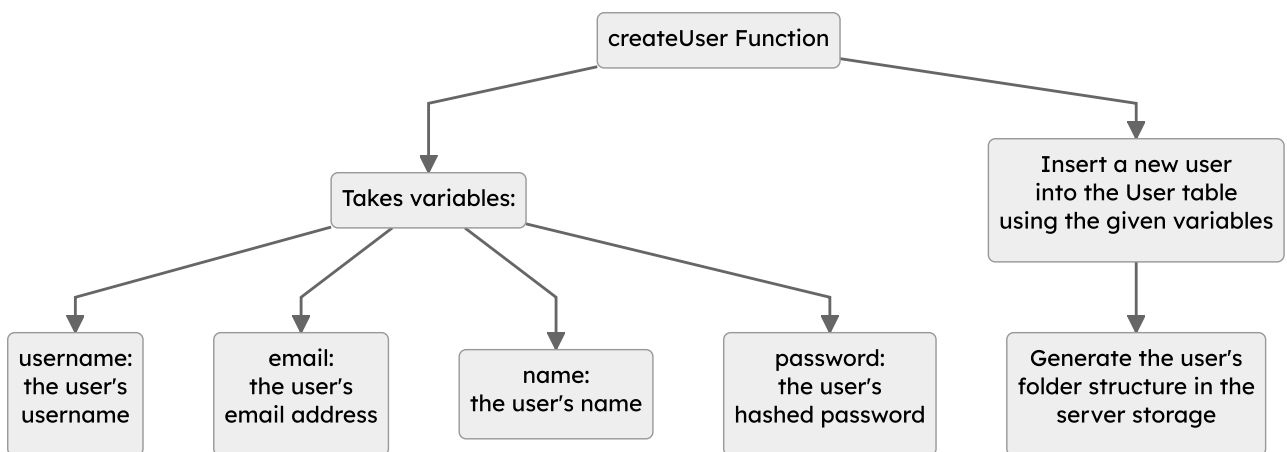 createUser Function
Takes variables:
Insert a new user
into the User table
using the given variables
username:
the user's
username
email:
the user's
email address
name:
the user's name
password:
the user's
hashed password
Generate the user's
folder structure in the
server storage